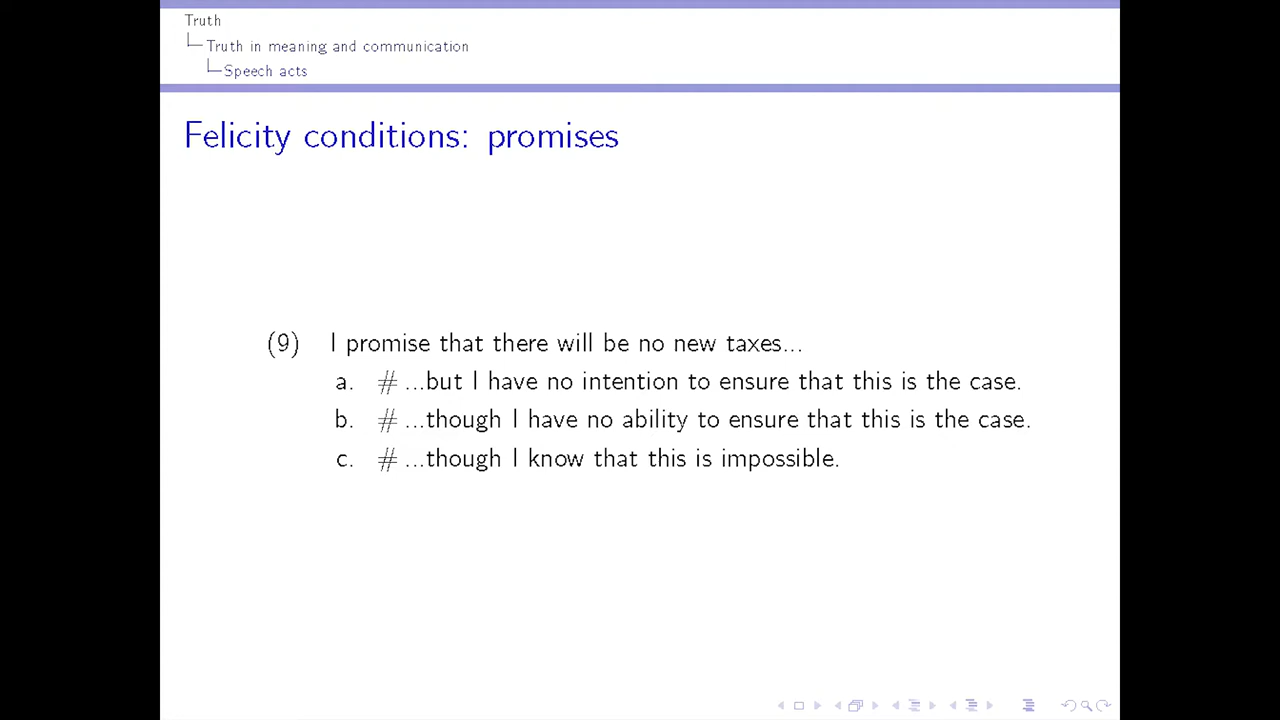 Truth
Truth in meaning and communication
Speech acts
Felicity conditions: promises
(9) I promise that there will be no new taxes...
a. # ...but I have no intention to ensure that this is the case.
b. # ...though I have no ability to ensure that this is the case.
c. # ...though I know that this is impossible.